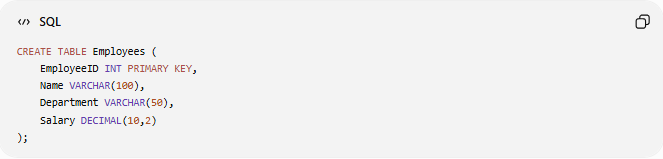 SQL
CREATE TABLE Employees (
    EmployeeID INT PRIMARY KEY,
    Name VARCHAR(100),
    Department VARCHAR(50),
    Salary DECIMAL(10,2)
);